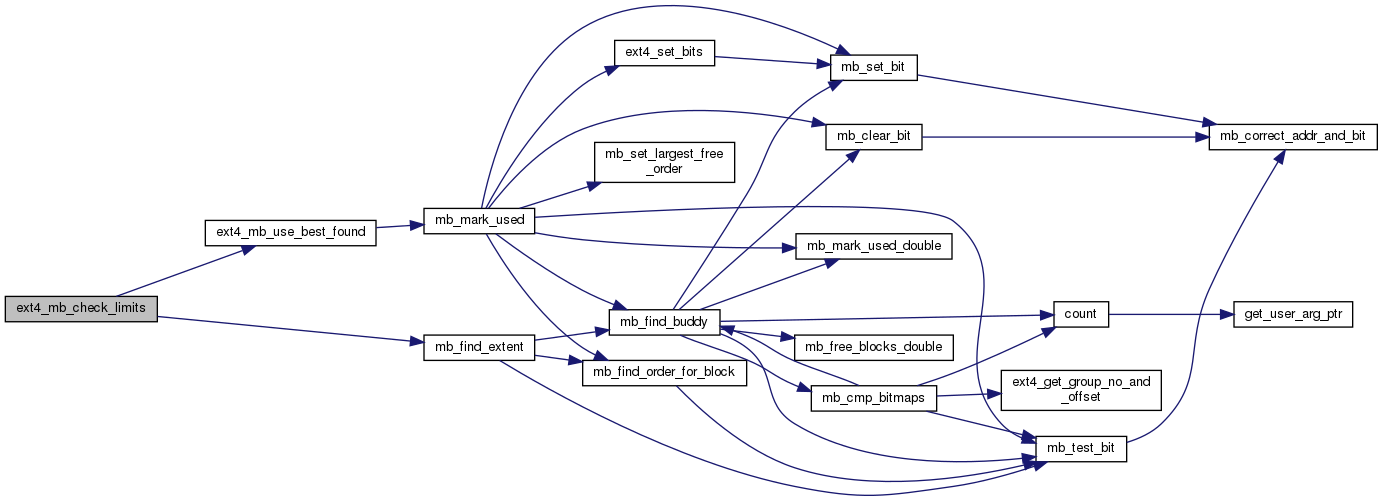 ext4_mb_check_limits
ext4_mb_use_best_found
mb_find_extent
mb_mark_used
ext4_set_bits
mb_set_largest_free
_order
mb_find_buddy
mb_find_order_for_block
mb_set_bit
mb_clear_bit
mb_mark_used_double
mb_free_blocks_double
mb_cmp_bitmaps
count
ext4_get_group_no_and
_offset
mb_test_bit
mb_correct_addr_and_bit
get_user_arg_ptr